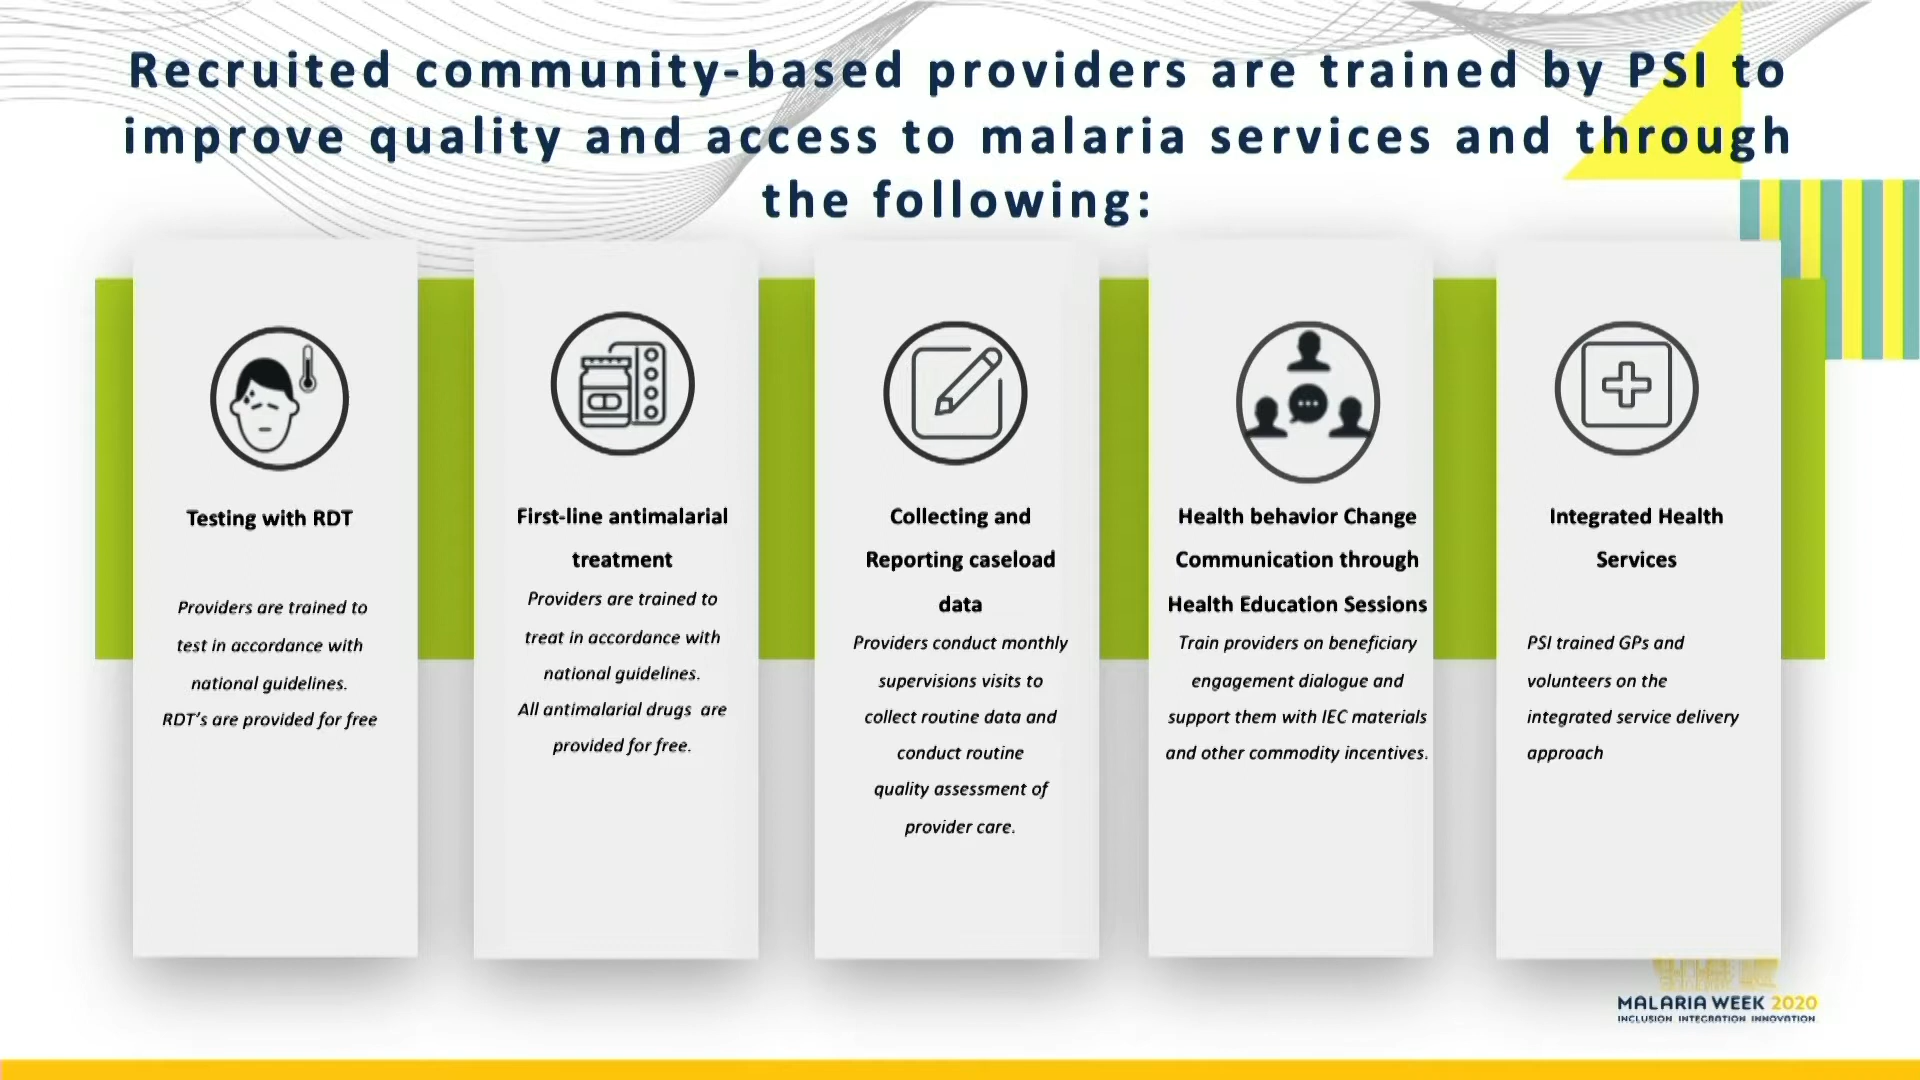 Recruited community-based providers are trained by PSI to
improve quality and access to malaria services and through
the following:
Testing with RDT
Providers are trained to
test in accordance with
national guidelines.
RDT's are provided for free
First-line antimalarial
treatment
Providers are trained to
treat in accordance with
national guidelines.
All antimalarial drugs are
provided for free.
Collecting and
Reporting caseload
data
Providers conduct monthly
supervisions visits to
collect routine data and
conduct routine
quality assessment of
provider care.
Health behavior Change
Communication through
Health Education Sessions
Train providers on beneficiary
engagement dialogue and
support them with IEC materials
and other commodity incentives.
Integrated Health
Services
PSI trained GPs and
volunteers on the
integrated service delivery
approach
MALARIA WEEK 2020
INCLUSION INTEGRATION INNOVATION